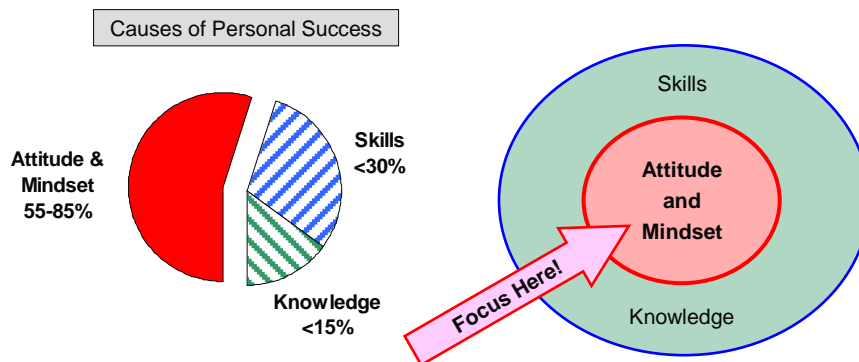 Causes of Personal Success
Attitude &
Mindset
55-85%
Skills
<30%
Knowledge
<15%
Skills
Attitude
and
Mindset
Focus Here!
Knowledge